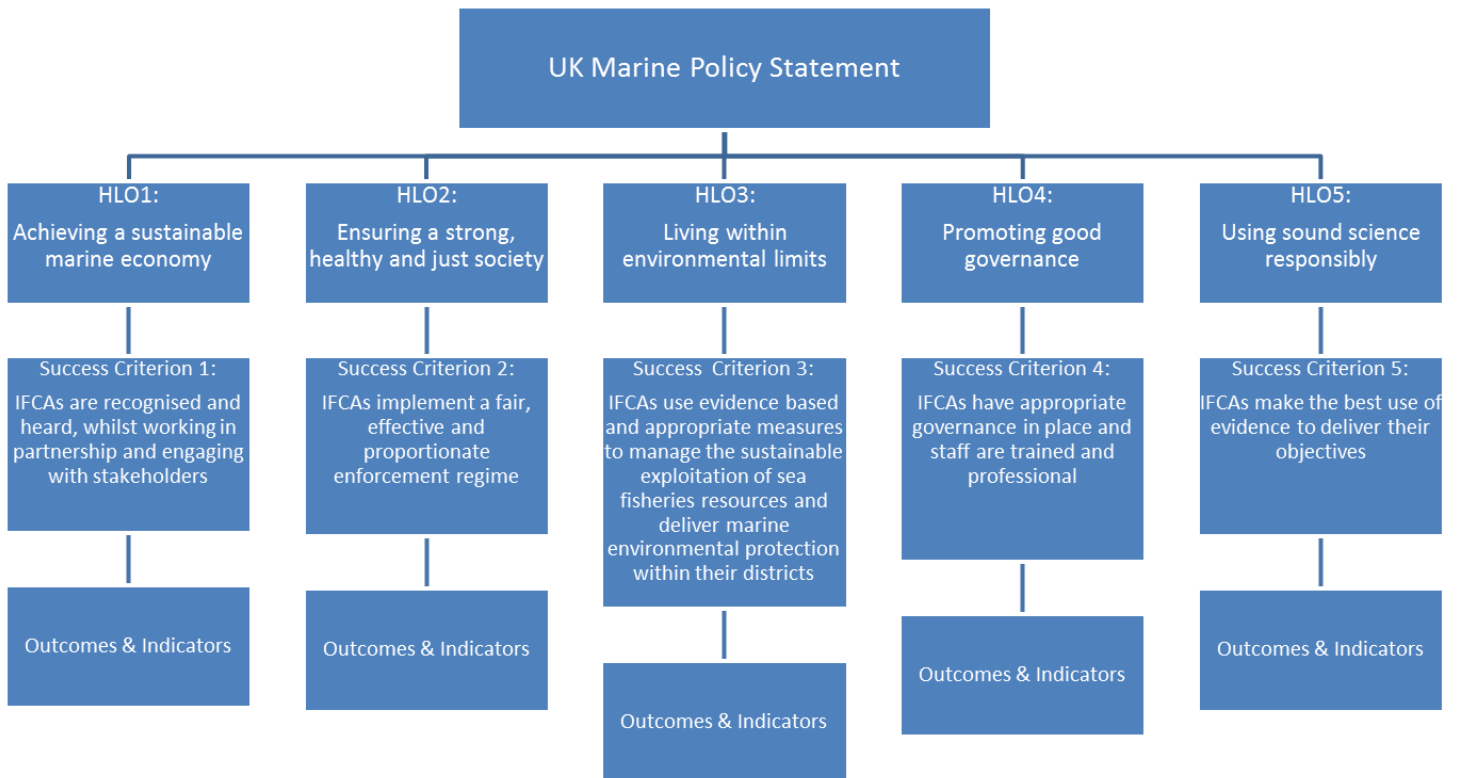 UK Marine Policy Statement
HLO1:
Achieving a sustainable
marine economy
HLO2:
Ensuring a strong,
healthy and just society
HLO3:
Living within
environmental limits
HLO4:
Promoting good
governance
HLO5:
Using sound science
responsibly
Success Criterion 1:
IFCAs are recognised and
heard, whilst working in
partnership and engaging
with stakeholders
Success Criterion 2:
IFCAs implement a fair,
effective and
proportionate
enforcement regime
Success Criterion 3:
IFCAs use evidence based
and appropriate measures
to manage the sustainable
exploitation of sea
fisheries resources and
deliver marine
environmental protection
within their districts
Success Criterion 4:
IFCAs have appropriate
governance in place and
staff are trained and
professional
Success Criterion 5:
IFCAs make the best use of
evidence to deliver their
objectives
Outcomes & Indicators
Outcomes & Indicators
Outcomes & Indicators
Outcomes & Indicators
Outcomes & Indicators